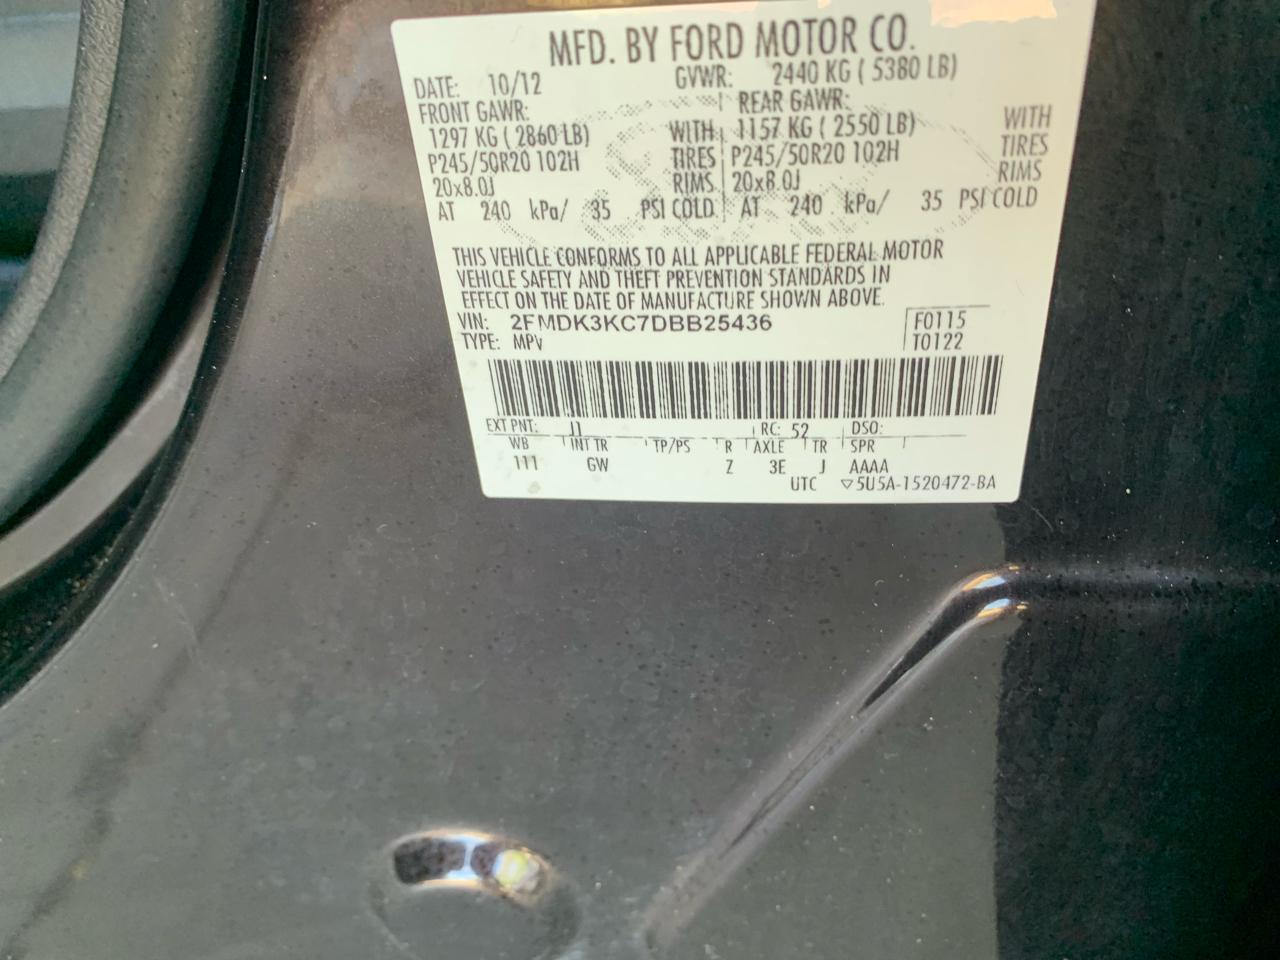 MFD. BY FORD MOTOR CO.
DATE: 10/12 GVWR: 2440 KG ( 5380 LB)
FRONT GAWR: REAR GAWR: WITH
1297 KG ( 2860 LB) WITH 1157 KG ( 2550 LB) TIRES
P245/50R20 102H TIRES P245/50R20 102H RIMS
20x8.0J RIMS 20x8.0J
AT 240 kPa/ 35 PSI COLD AT 240 kPa/ 35 PSI COLD
THIS VEHICLE CONFORMS TO ALL APPLICABLE FEDERAL MOTOR
VEHICLE SAFETY AND THEFT PREVENTION STANDARDS IN
EFFECT ON THE DATE OF MANUFACTURE SHOWN ABOVE.
VIN: 2FMDK3KC7DBB25436 F0115
TYPE: MPV T0122
EXT PNT: J1 RC: 52 DSO:
WB INT TR TP/PS R AXLE TR SPR
111 GW Z 3E J AAAA
UTC ▽5U5A-1520472-BA